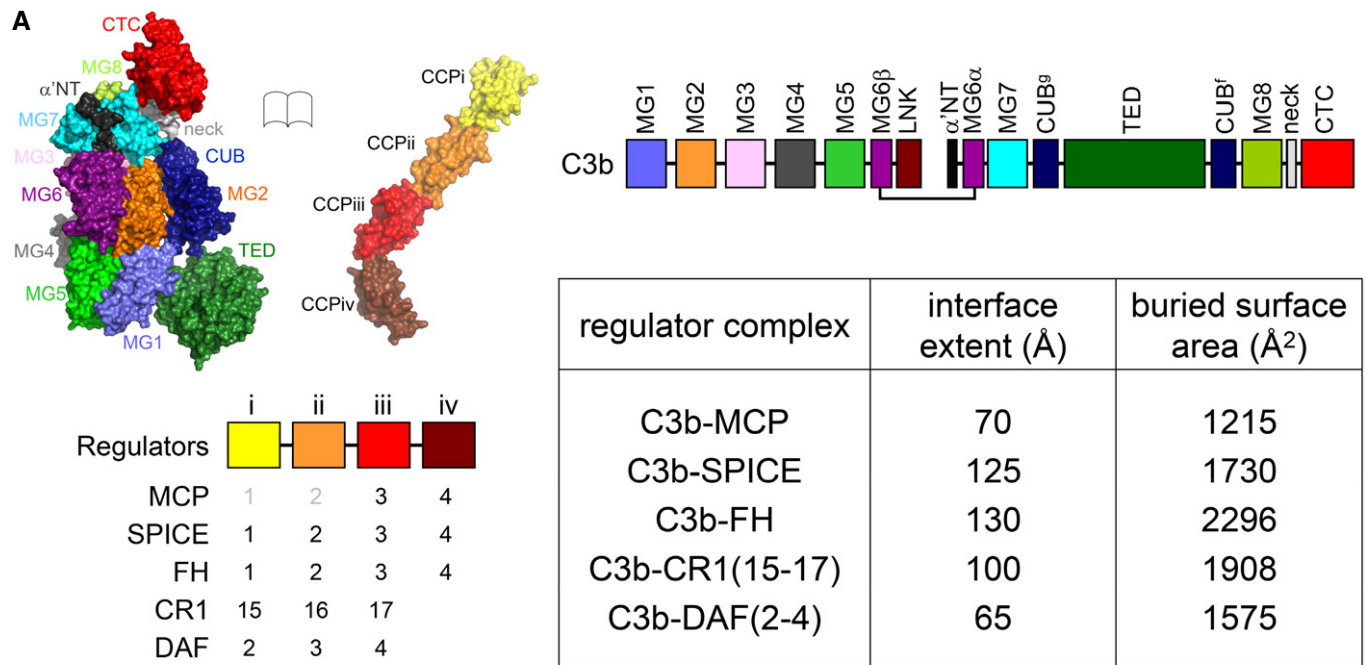 A
CTC
MG8
α'NT
MG7
neck
MG3
CUB
MG6
MG2
MG4
TED
MG5
MG1
CCPi
CCPii
CCPiii
CCPiv
MG1 MG2 MG3 MG4 MG5 MG6β LNK α'NT MG6α MG7 CUBᵍ TED CUBᶠ MG8 neck CTC
C3b
i ii iii iv
Regulators
MCP 1 2 3 4
SPICE 1 2 3 4
FH 1 2 3 4
CR1 15 16 17
DAF 2 3 4
regulator complex interface extent (Å) buried surface area (Å²)
C3b-MCP 70 1215
C3b-SPICE 125 1730
C3b-FH 130 2296
C3b-CR1(15-17) 100 1908
C3b-DAF(2-4) 65 1575